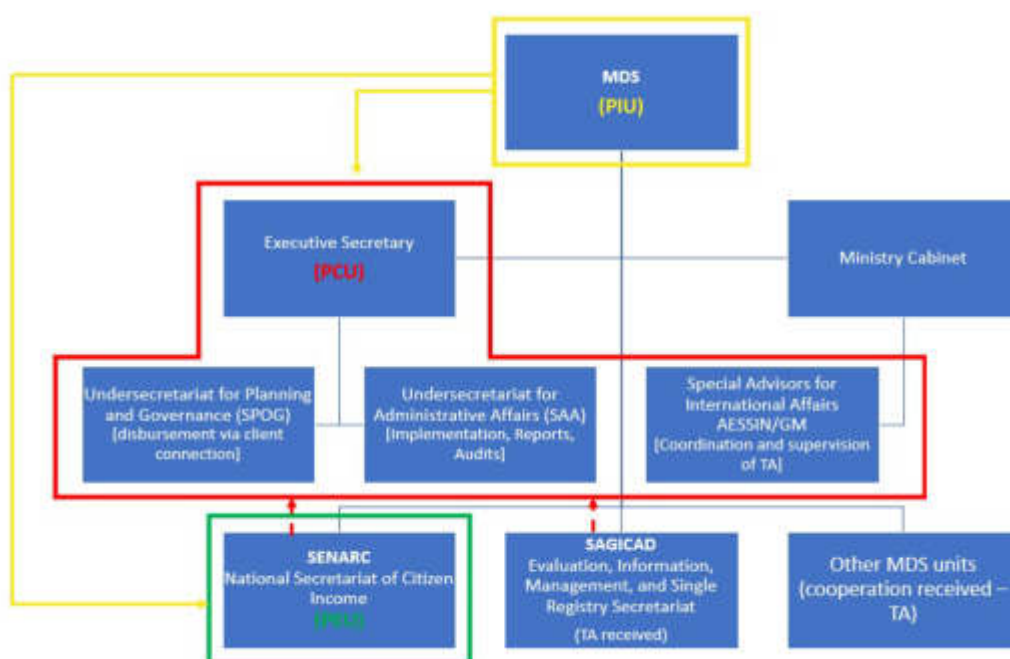 MDS
(PIU)
Executive Secretary
(PCU)
Ministry Cabinet
Undersecretariat for Planning
and Governance (SPOG)
[disbursement via client
connection]
Undersecretariat for
Administrative Affairs (SAA)
[Implementation, Reports,
Audits]
Special Advisors for
International Affairs
AESSIN/GM
[Coordination and supervision
of TA]
SENARC
National Secretariat of Citizen
Income
SAGICAD
Evaluation, Information,
Management, and Single
Registry Secretariat
(TA received)
Other MDS units
(cooperation received –
TA)